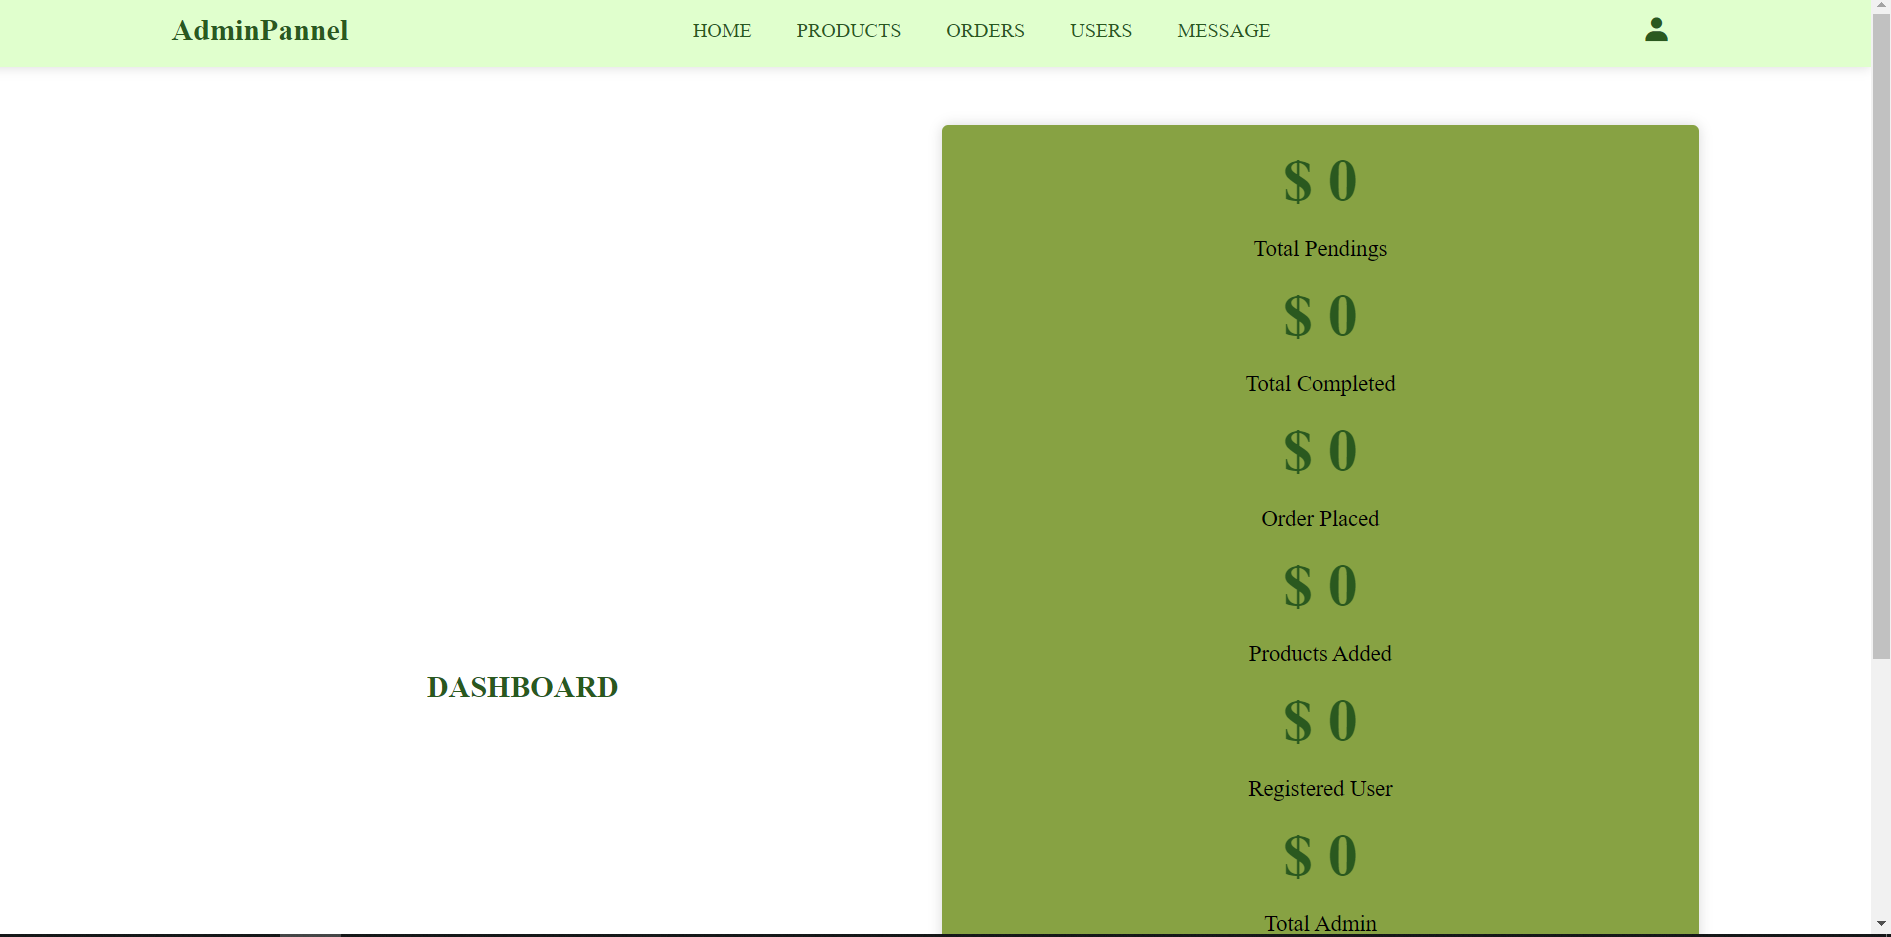 AdminPannel
HOME PRODUCTS ORDERS USERS MESSAGE
$ 0
Total Pendings
$ 0
Total Completed
$ 0
Order Placed
$ 0
Products Added
DASHBOARD
$ 0
Registered User
$ 0
Total Admin